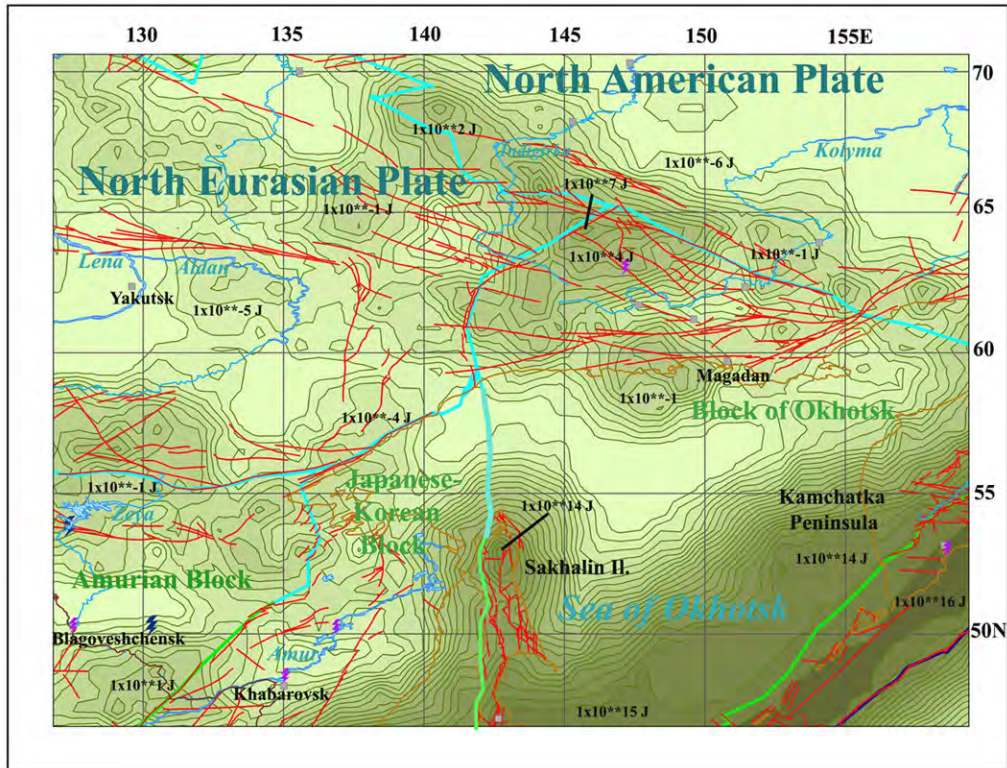 130 135 140 145 150 155E
North American Plate
70
1x10**2 J
Indigirka
1x10**-6 J
Kolyma
North Eurasian Plate
1x10**7 J
1x10**-1 J
65
Lena
Aldan
1x10**4 J
1x10**-1 J
Yakutsk
1x10**-5 J
60
Magadan
1x10**-1
Block of Okhotsk
1x10**-4 J
Japanese-
Korean
Block
1x10**-1 J
55
Zeya
1x10**14 J
Kamchatka
Peninsula
Sakhalin Il.
1x10**14 J
Amurian Block
Sea of Okhotsk
1x10**16 J
Blagoveshchensk
Amur
50N
1x10**1 J
Khabarovsk
1x10**15 J